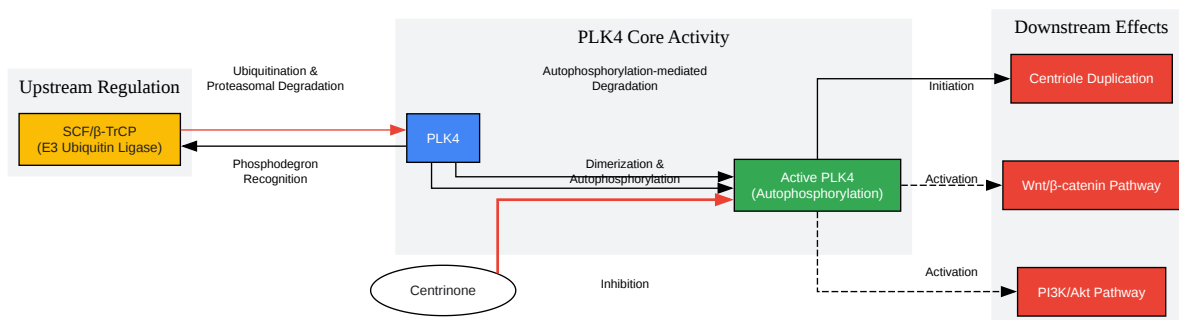 Upstream Regulation
SCF/β-TrCP
(E3 Ubiquitin Ligase)
Ubiquitination &
Proteasomal Degradation
Phosphodegron
Recognition
PLK4 Core Activity
Autophosphorylation-mediated
Degradation
PLK4
Dimerization &
Autophosphorylation
Active PLK4
(Autophosphorylation)
Centrinone
Inhibition
Downstream Effects
Initiation
Centriole Duplication
Activation
Wnt/β-catenin Pathway
Activation
PI3K/Akt Pathway